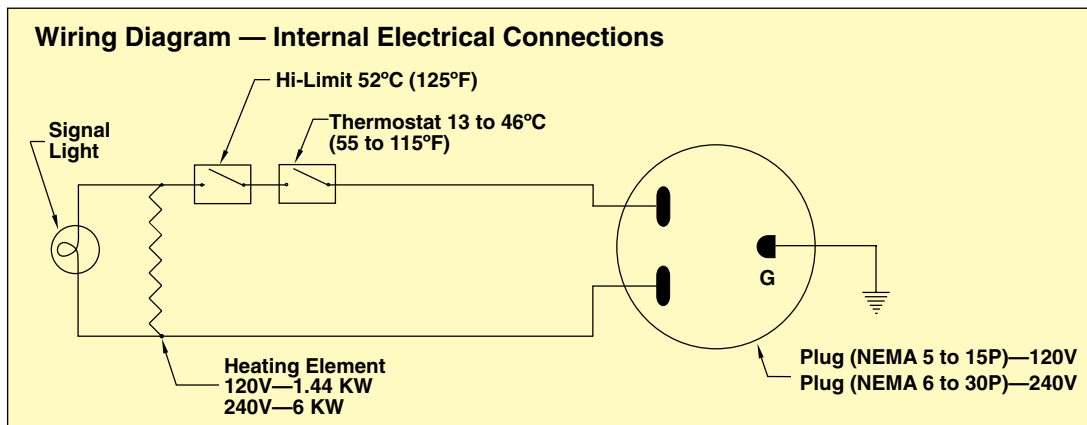 Wiring Diagram — Internal Electrical Connections
Hi-Limit 52ºC (125ºF)
Thermostat 13 to 46ºC
(55 to 115ºF)
Signal
Light
G
Heating Element
120V—1.44 KW
240V—6 KW
Plug (NEMA 5 to 15P)—120V
Plug (NEMA 6 to 30P)—240V